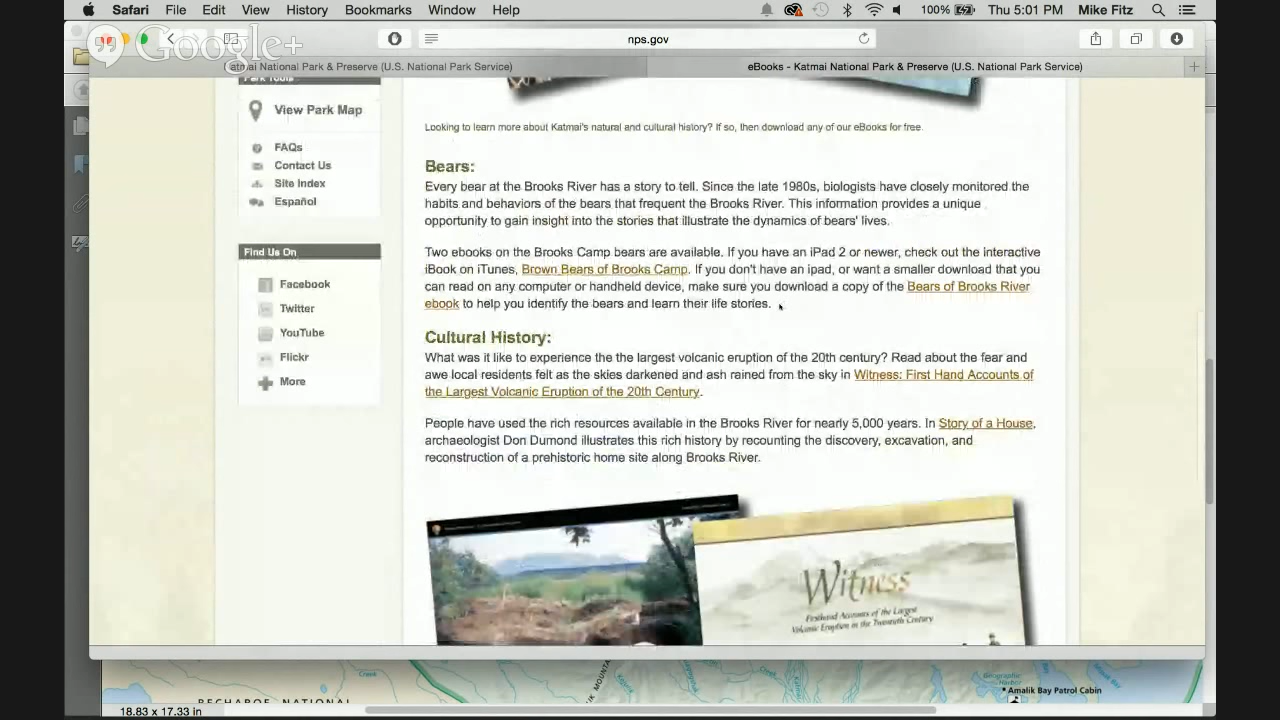 Safari File Edit View History Bookmarks Window Help 100% Thu 5:01 PM Mike Fitz
Google+
nps.gov
atmai National Park & Preserve (U.S. National Park Service) eBooks - Katmai National Park & Preserve (U.S. National Park Service)
Park Tools
View Park Map
FAQs
Contact Us
Site Index
Español
Find Us On
Facebook
Twitter
YouTube
Flickr
More
Looking to learn more about Katmai's natural and cultural history? If so, then download any of our eBooks for free.
Bears:
Every bear at the Brooks River has a story to tell. Since the late 1980s, biologists have closely monitored the
habits and behaviors of the bears that frequent the Brooks River. This information provides a unique
opportunity to gain insight into the stories that illustrate the dynamics of bears' lives.
Two ebooks on the Brooks Camp bears are available. If you have an iPad 2 or newer, check out the interactive
iBook on iTunes, Brown Bears of Brooks Camp. If you don't have an ipad, or want a smaller download that you
can read on any computer or handheld device, make sure you download a copy of the Bears of Brooks River
ebook to help you identify the bears and learn their life stories.
Cultural History:
What was it like to experience the the largest volcanic eruption of the 20th century? Read about the fear and
awe local residents felt as the skies darkened and ash rained from the sky in Witness: First Hand Accounts of
the Largest Volcanic Eruption of the 20th Century.
People have used the rich resources available in the Brooks River for nearly 5,000 years. In Story of a House,
archaeologist Don Dumond illustrates this rich history by recounting the discovery, excavation, and
reconstruction of a prehistoric home site along Brooks River.
Witness
Firsthand Accounts of the Largest
Volcanic Eruption in the Twentieth Century
Creek
MOUNTA
Geographic
Harbor
Amalik Bay Patrol Cabin
BECHAROF NATIONAL
18.83 x 17.33 in